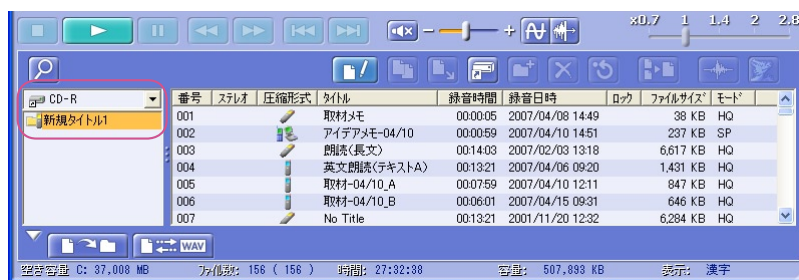 x0.7 1 1.4 2 2.8
CD-R
新規タイトル1
番号 ステレオ 圧縮形式 タイトル 録音時間 録音日時 ロック ファイルサイズ モード
001 取材メモ 00:00:05 2007/04/08 14:49 38 KB HQ
002 アイデアメモ-04/10 00:00:59 2007/04/10 14:51 237 KB SP
003 朗読(長文) 00:14:03 2007/02/03 13:18 6,617 KB HQ
004 英文朗読(テキストA) 00:13:21 2007/04/06 09:20 1,431 KB HQ
005 取材-04/10_A 00:07:59 2007/04/10 12:11 847 KB HQ
006 取材-04/10_B 00:06:01 2007/04/15 09:31 646 KB HQ
007 No Title 00:13:21 2001/11/20 12:32 6,284 KB HQ
WAV
空き容量 C: 37,008 MB ファイル数: 156 ( 156 ) 時間: 27:32:38 容量: 507,893 KB 表示: 漢字